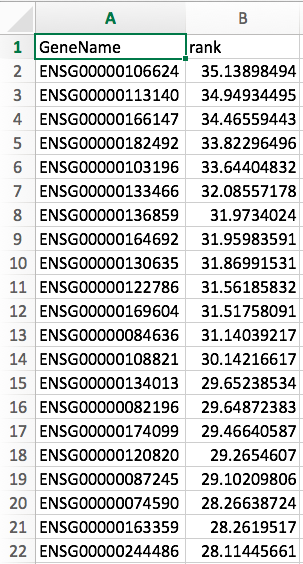 A B
1 GeneName rank
2 ENSG00000106624 35.13898494
3 ENSG00000113140 34.94934495
4 ENSG00000166147 34.46559443
5 ENSG00000182492 33.82296496
6 ENSG00000103196 33.64404832
7 ENSG00000133466 32.08557178
8 ENSG00000136859 31.9734024
9 ENSG00000164692 31.95983591
10 ENSG00000130635 31.86991531
11 ENSG00000122786 31.56185832
12 ENSG00000169604 31.51758091
13 ENSG00000084636 31.14039217
14 ENSG00000108821 30.14216617
15 ENSG00000134013 29.65238534
16 ENSG00000082196 29.64872383
17 ENSG00000174099 29.46640587
18 ENSG00000120820 29.2654607
19 ENSG00000087245 29.10209806
20 ENSG00000074590 28.26638724
21 ENSG00000163359 28.2619517
22 ENSG00000244486 28.11445661